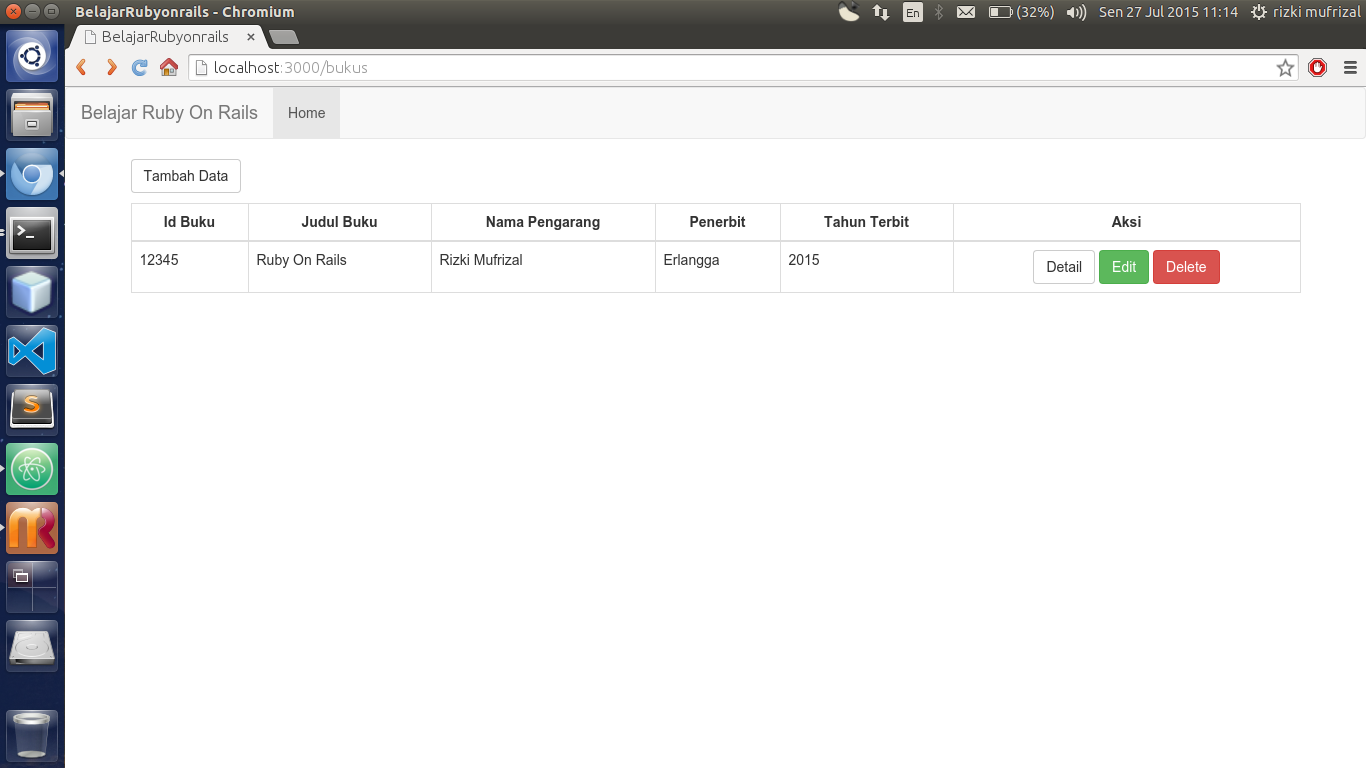 BelajarRubyonrails - Chromium
En (32%) Sen 27 Jul 2015 11:14 rizki mufrizal
BelajarRubyonrails
localhost:3000/bukus
Belajar Ruby On Rails Home
Tambah Data
Id Buku Judul Buku Nama Pengarang Penerbit Tahun Terbit Aksi
12345 Ruby On Rails Rizki Mufrizal Erlangga 2015 Detail Edit Delete